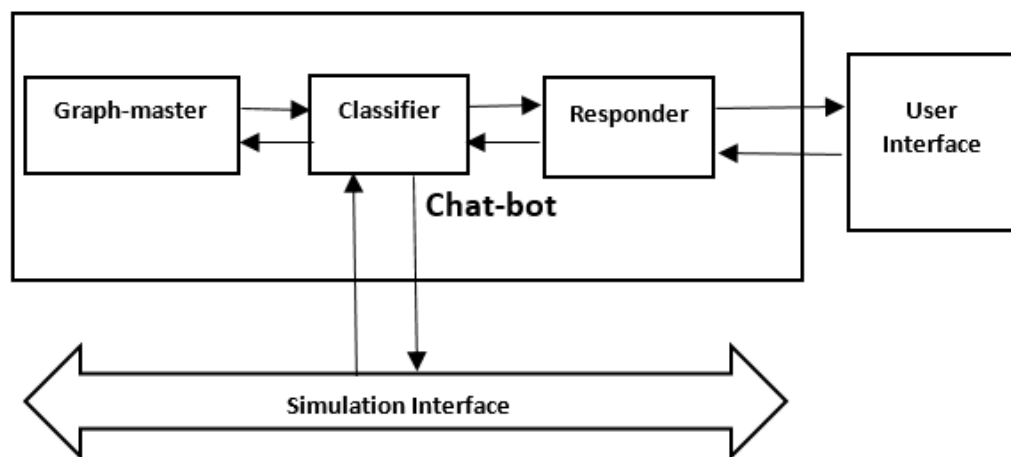 Graph-master
Classifier
Responder
User
Interface
Chat-bot
Simulation Interface